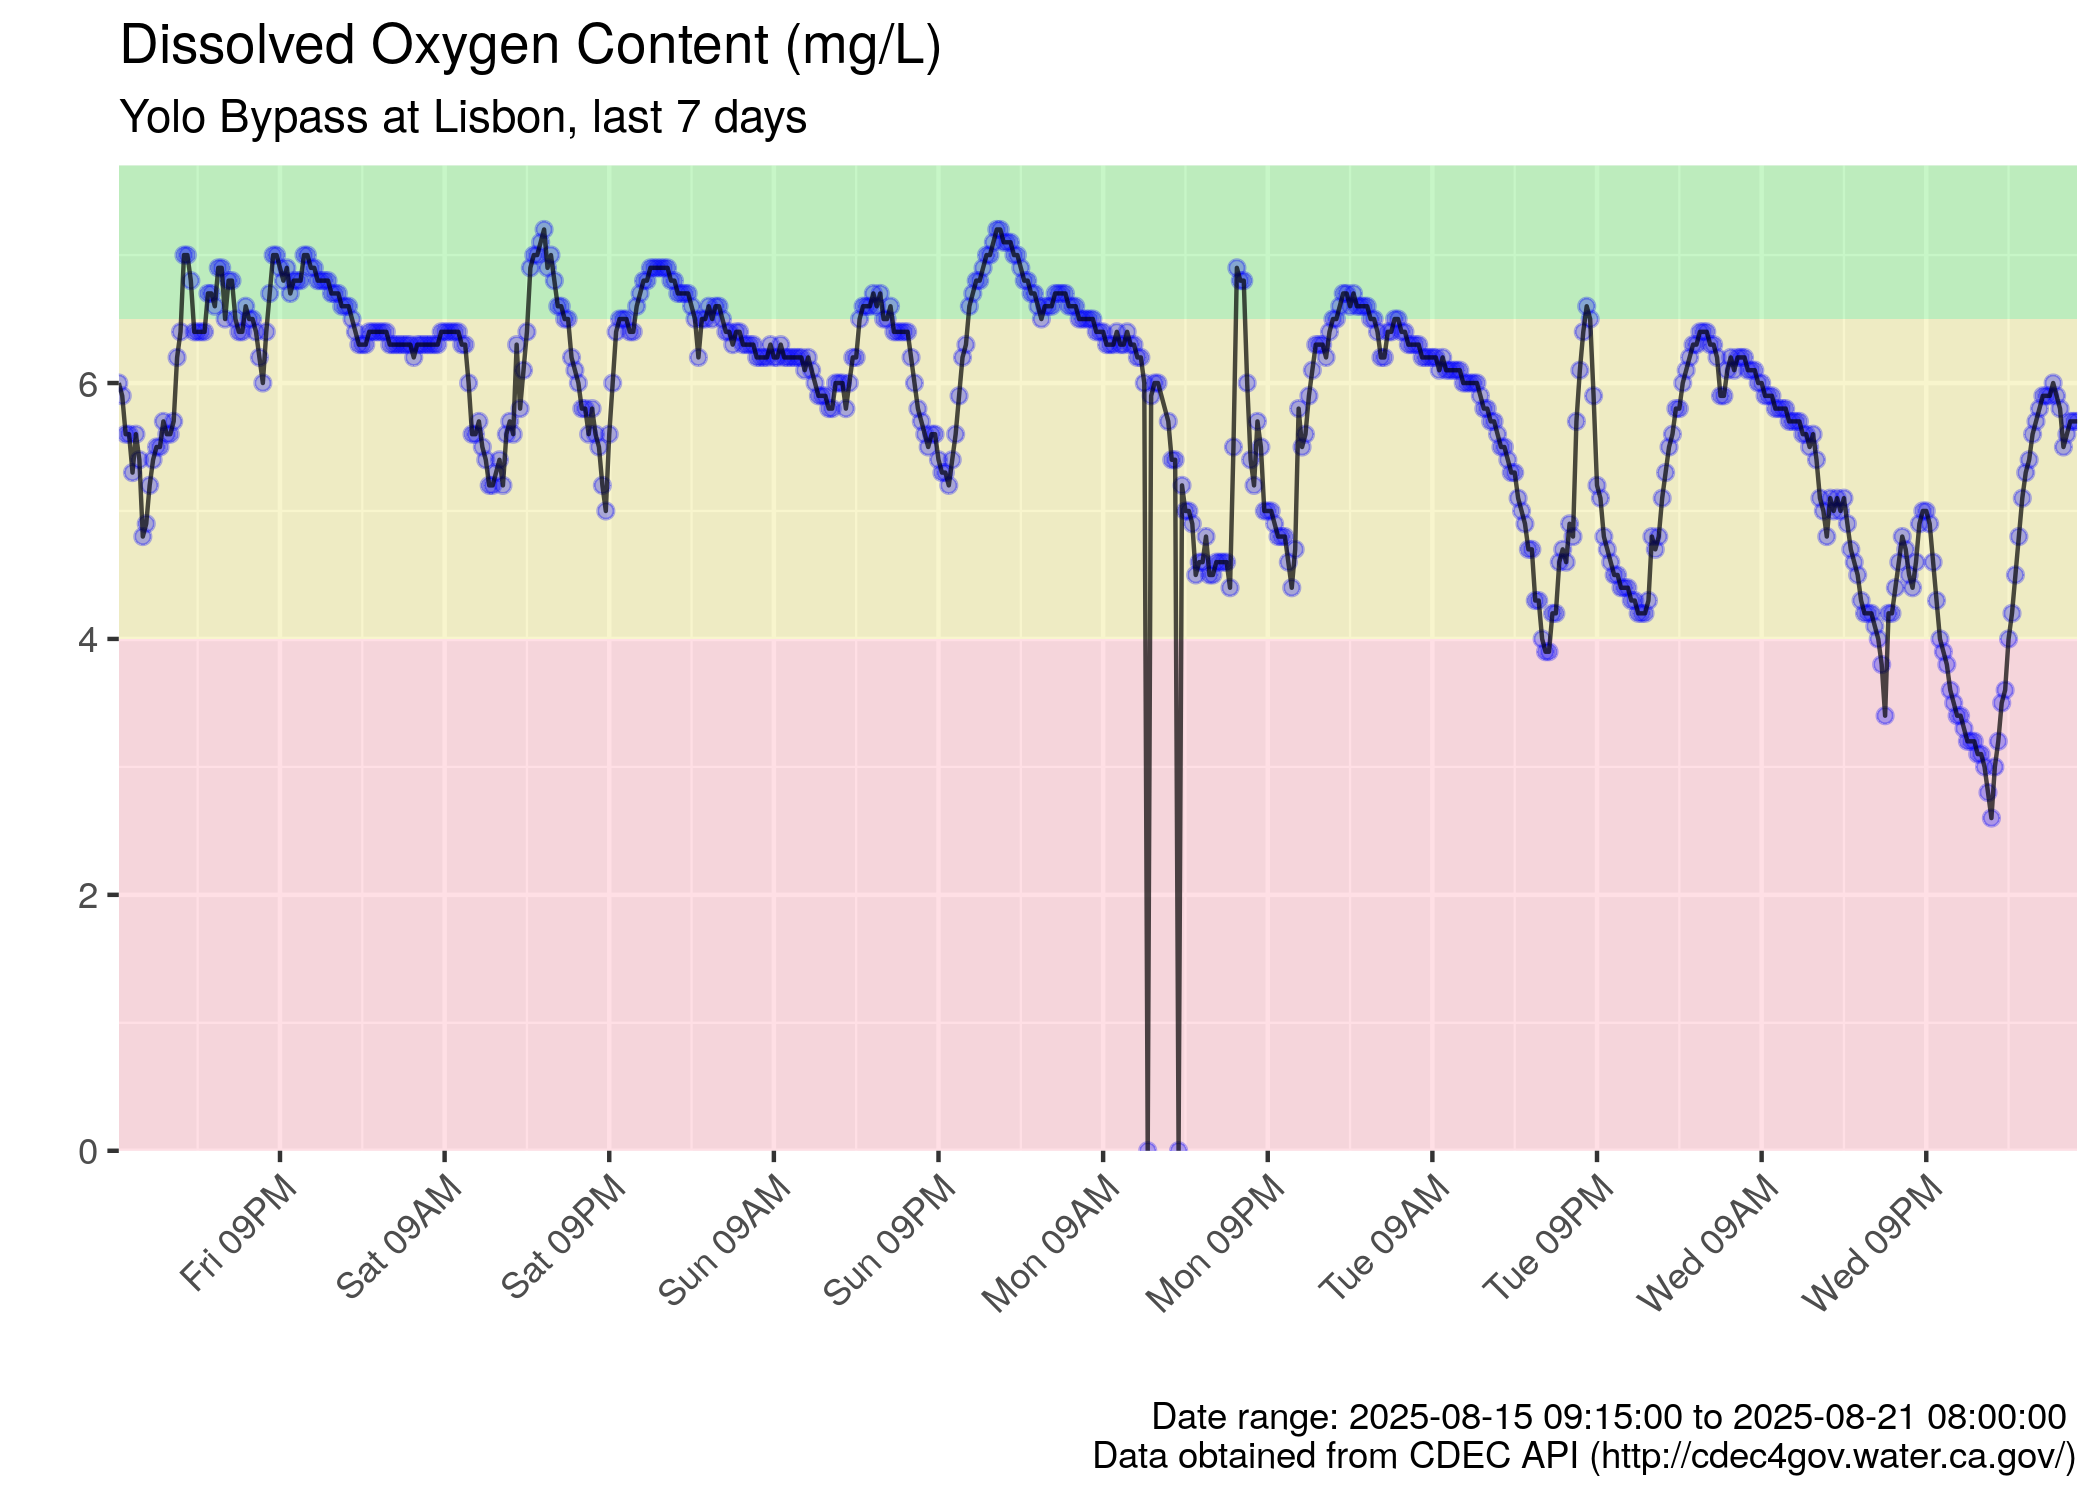 Dissolved Oxygen Content (mg/L)
Yolo Bypass at Lisbon, last 7 days
6
4
2
0
Fri 09PM
Sat 09AM
Sat 09PM
Sun 09AM
Sun 09PM
Mon 09AM
Mon 09PM
Tue 09AM
Tue 09PM
Wed 09AM
Wed 09PM
Date range: 2025-08-15 09:15:00 to 2025-08-21 08:00:00
Data obtained from CDEC API (http://cdec4gov.water.ca.gov/)